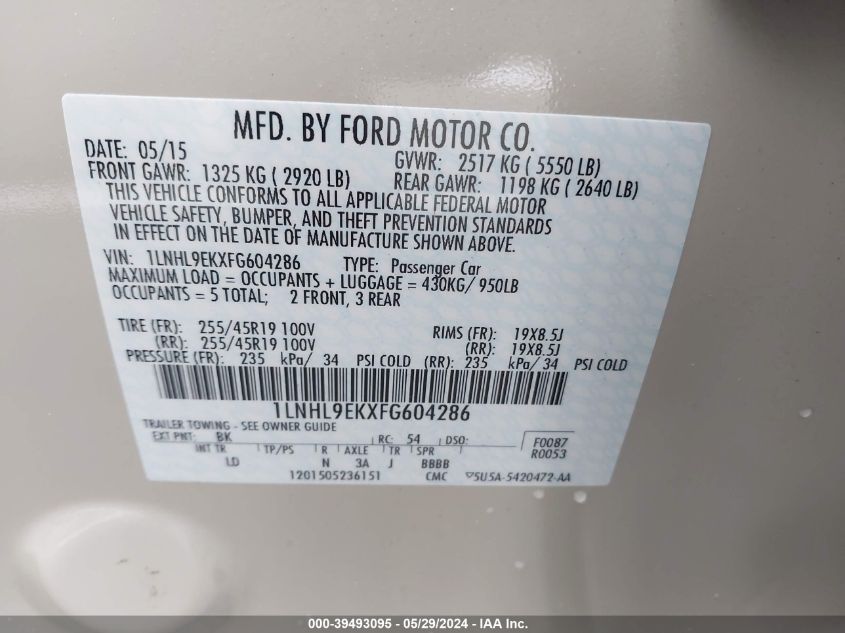 MFD. BY FORD MOTOR CO.
DATE: 05/15 GVWR: 2517 KG ( 5550 LB)
FRONT GAWR: 1325 KG ( 2920 LB) REAR GAWR: 1198 KG ( 2640 LB)
THIS VEHICLE CONFORMS TO ALL APPLICABLE FEDERAL MOTOR
VEHICLE SAFETY, BUMPER, AND THEFT PREVENTION STANDARDS
IN EFFECT ON THE DATE OF MANUFACTURE SHOWN ABOVE.
VIN: 1LNHL9EKXFG604286 TYPE: Passenger Car
MAXIMUM LOAD = OCCUPANTS + LUGGAGE = 430KG/ 950LB
OCCUPANTS = 5 TOTAL; 2 FRONT, 3 REAR
TIRE (FR): 255/45R19 100V RIMS (FR): 19X8.5J
(RR): 255/45R19 100V (RR): 19X8.5J
PRESSURE (FR): 235 kPa/ 34 PSI COLD (RR): 235 kPa/ 34 PSI COLD
1LNHL9EKXFG604286
TRAILER TOWING - SEE OWNER GUIDE
EXT PNT: BK RC: 54 DSO: F0087
INT TR TP/PS R AXLE TR SPR R0053
LD N 3A J BBBB
1201505236151 CMC 5U5A-5420472-AA
000-39493095 - 05/29/2024 - IAA Inc.